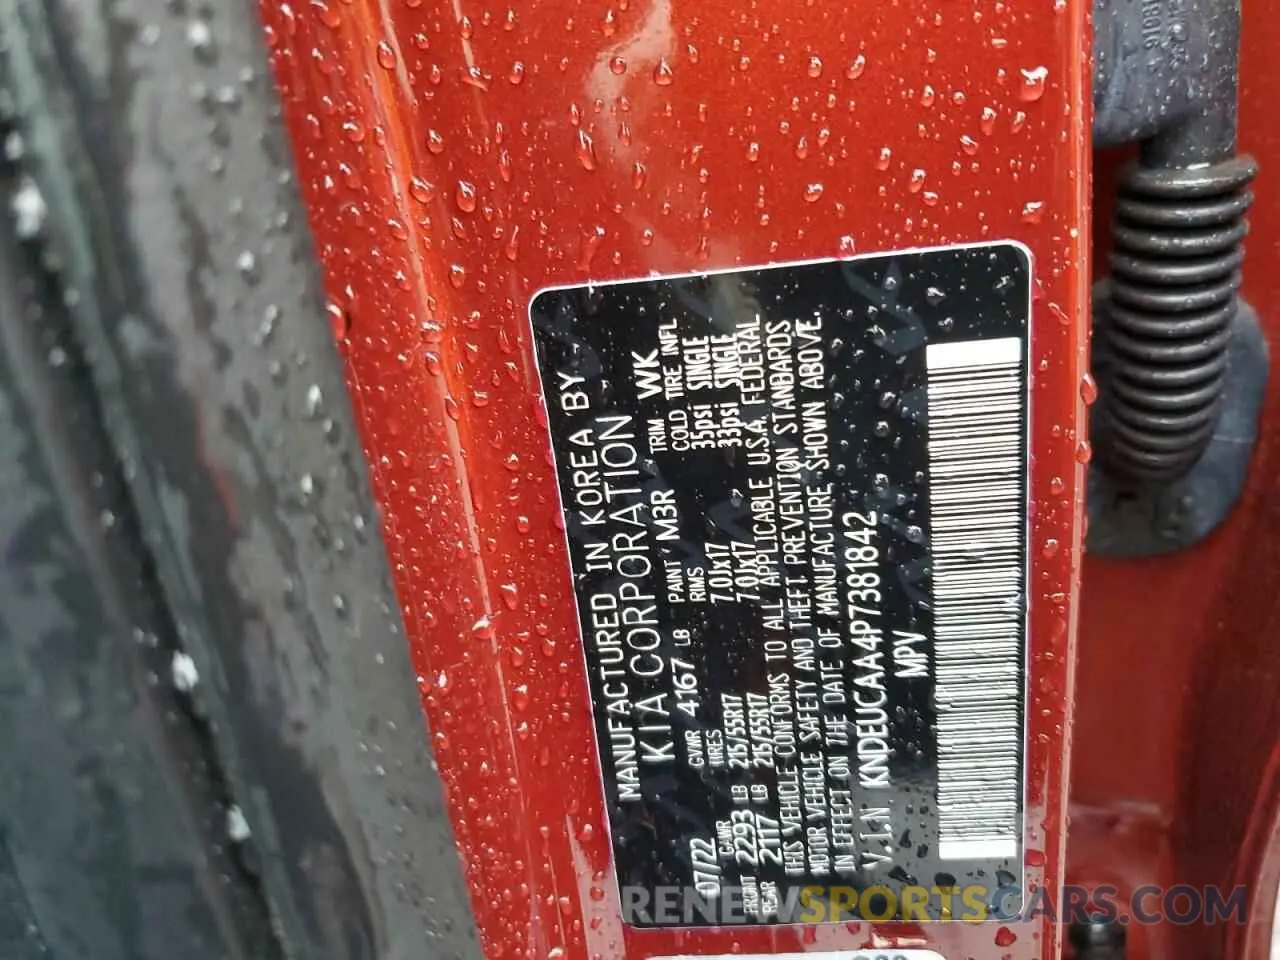 MANUFACTURED IN KOREA BY
KIA CORPORATION
07/22 GVWR 4167 LB PAINT M3R TRIM WK
GAWR TIRES RIMS COLD TIRE INFL
FRONT 2293 LB 215/55R17 7.0Jx17 35psi SINGLE
REAR 2117 LB 215/55R17 7.0Jx17 33psi SINGLE
THIS VEHICLE CONFORMS TO ALL APPLICABLE U.S.A. FEDERAL
MOTOR VEHICLE SAFETY AND THEFT PREVENTION STANDARDS
IN EFFECT ON THE DATE OF MANUFACTURE SHOWN ABOVE.
V.I.N KNDEUCAA4P7381842
MPV
RENEWSPORTSCARS.COM